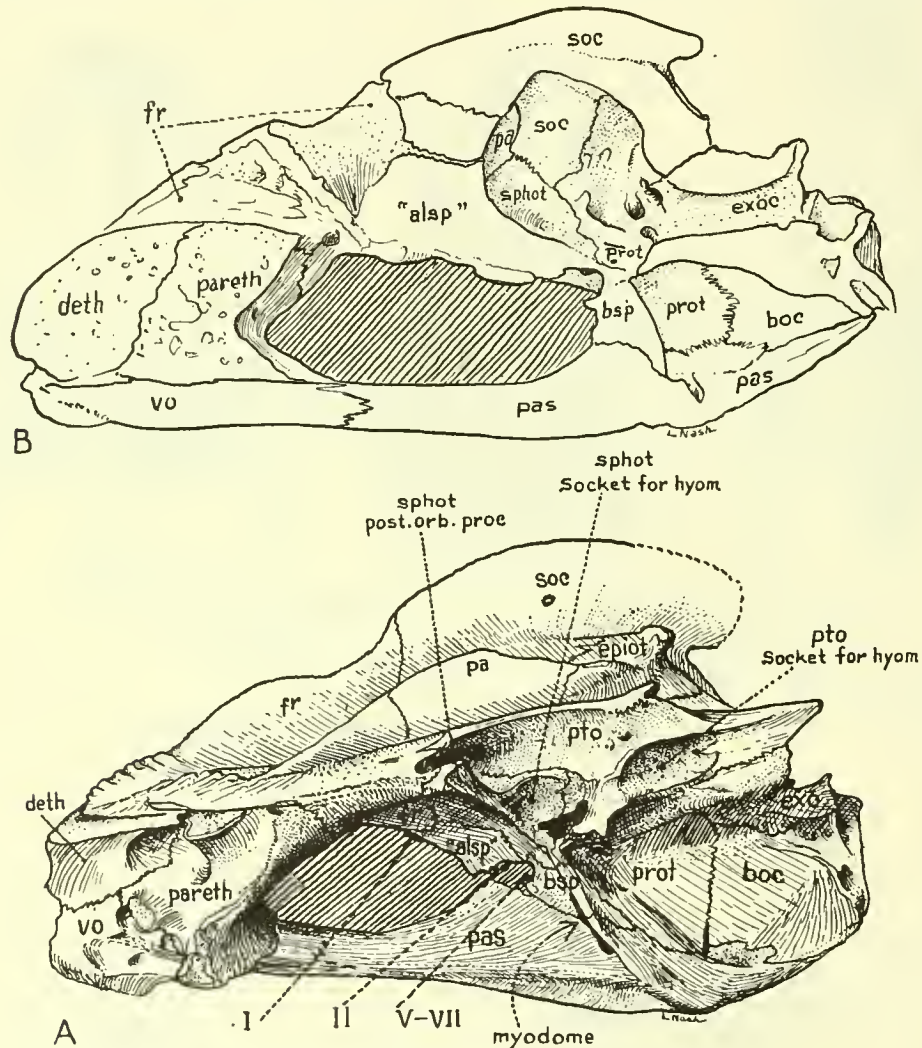 soc
fr
pa
soc
"alsp"
sphot
exoc
prot
pareth
deth
bsp
prot
boc
pas
vo
pas
B
L Nash
sphot
Socket for hyom
sphot
post. orb. proc
soc
pto
Socket for hyom
epiot
pa
fr
pto
deth
exo
"alsp"
bsp
prot
boc
pareth
vo
pas
I
II
V-VII
myodome
A
L Nash